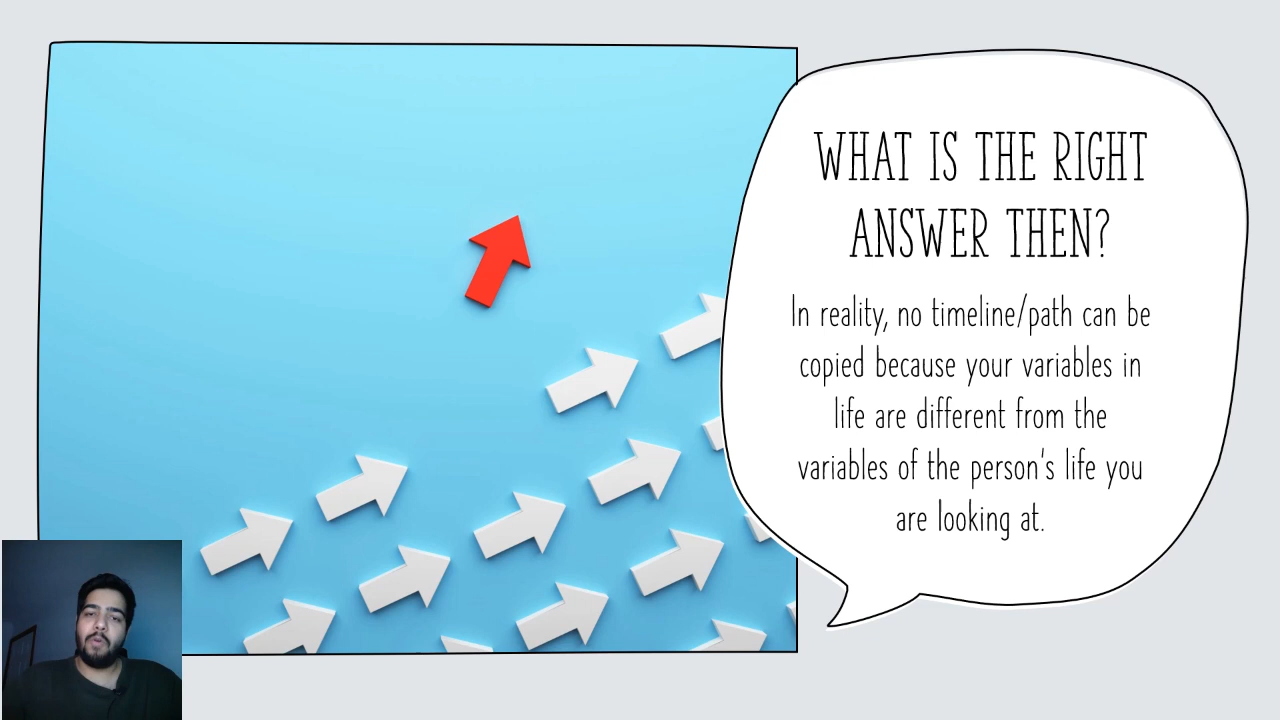 WHAT IS THE RIGHT
ANSWER THEN?
In reality, no timeline/path can be
copied because your variables in
life are different from the
variables of the person's life you
are looking at.